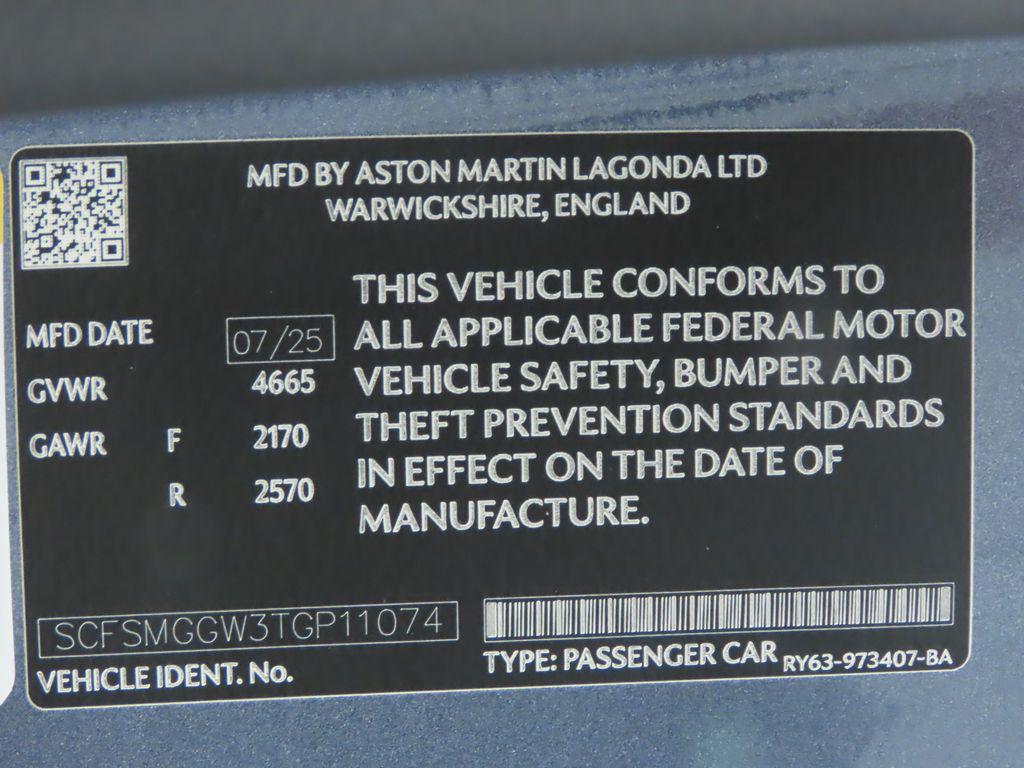 MFD BY ASTON MARTIN LAGONDA LTD
WARWICKSHIRE, ENGLAND
THIS VEHICLE CONFORMS TO
ALL APPLICABLE FEDERAL MOTOR
VEHICLE SAFETY, BUMPER AND
THEFT PREVENTION STANDARDS
IN EFFECT ON THE DATE OF
MANUFACTURE.
MFD DATE 07/25
GVWR 4665
GAWR F 2170
R 2570
SCFSMGGW3TGP11074
VEHICLE IDENT. No.
TYPE: PASSENGER CAR RY63-973407-BA